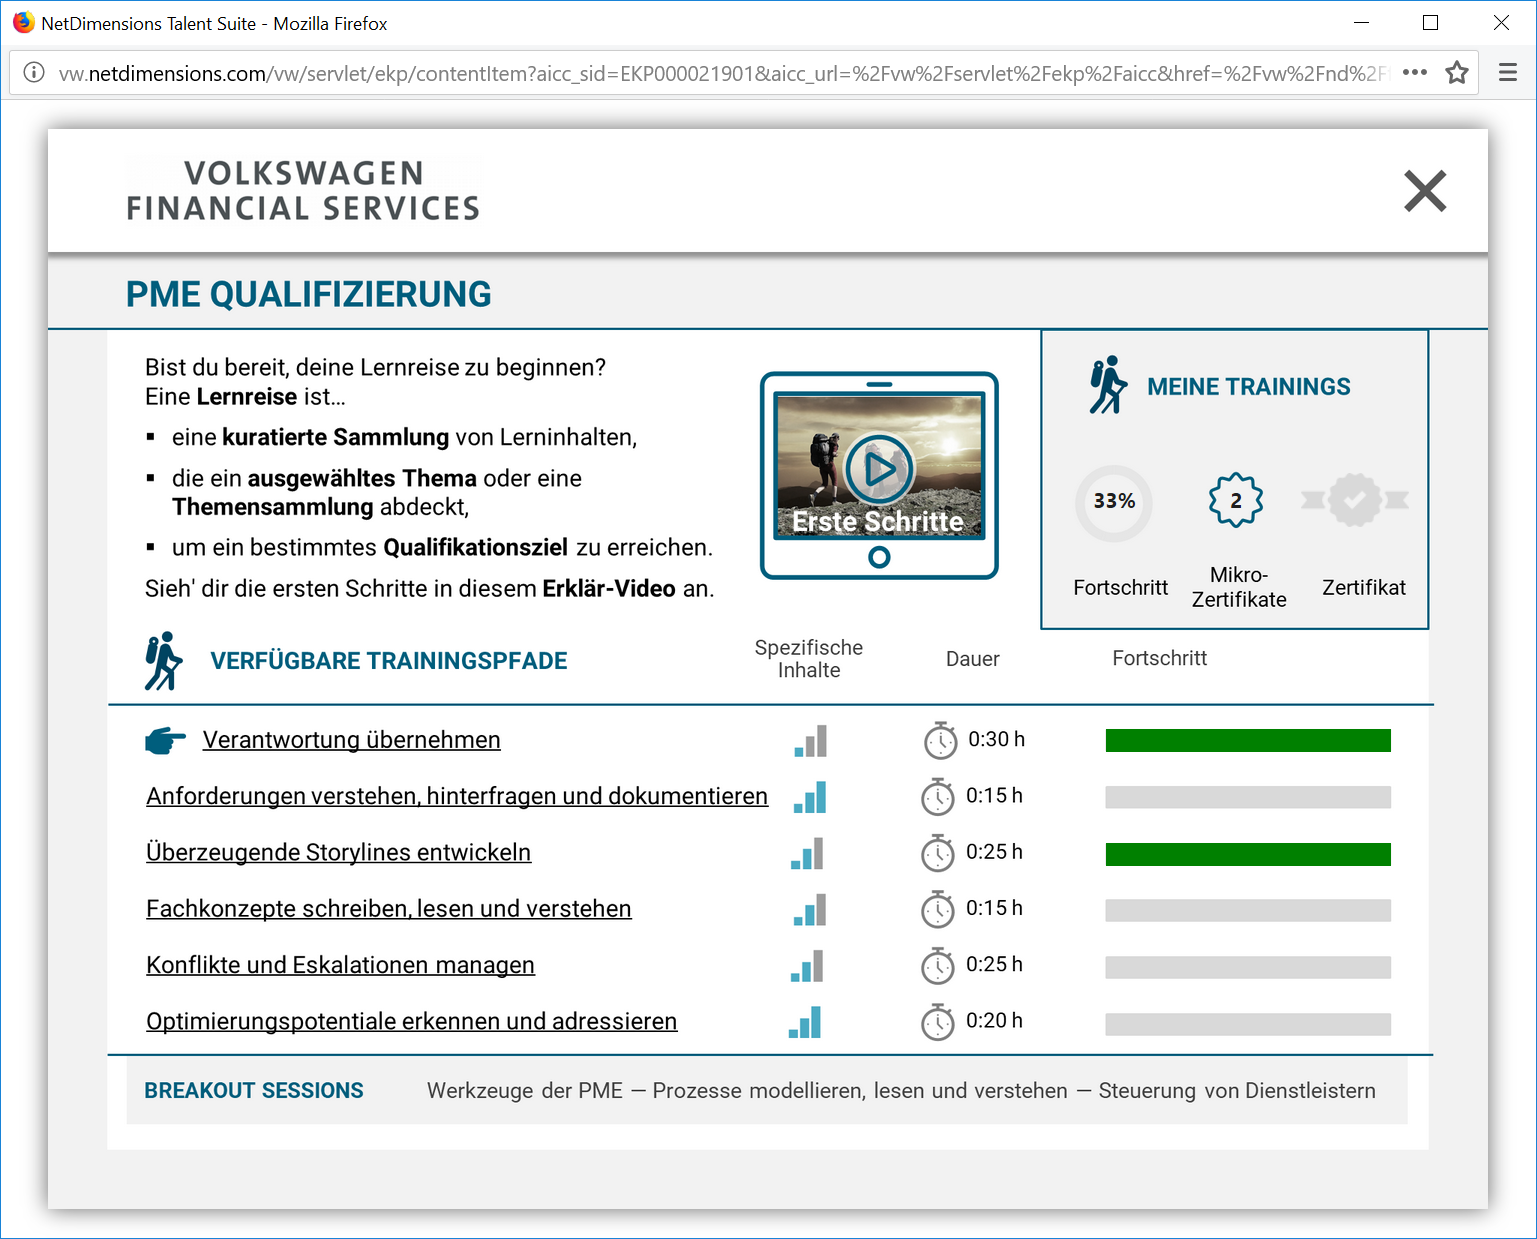 NetDimensions Talent Suite - Mozilla Firefox
vw.netdimensions.com/vw/servlet/ekp/contentItem?aicc_sid=EKP000021901&aicc_url=%2Fvw%2Fservlet%2Fekp%2Faicc&href=%2Fvw%2Fnd%2F
VOLKSWAGEN
FINANCIAL SERVICES
PME QUALIFIZIERUNG
Bist du bereit, deine Lernreise zu beginnen?
Eine Lernreise ist...
▪ eine kuratierte Sammlung von Lerninhalten,
▪ die ein ausgewähltes Thema oder eine
Themensammlung abdeckt,
▪ um ein bestimmtes Qualifikationsziel zu erreichen.
Sieh' dir die ersten Schritte in diesem Erklär-Video an.
Erste Schritte
MEINE TRAININGS
33%
2
Fortschritt
Mikro-
Zertifikate
Zertifikat
VERFÜGBARE TRAININGSPFADE
Spezifische
Inhalte
Dauer
Fortschritt
Verantwortung übernehmen 0:30 h
Anforderungen verstehen, hinterfragen und dokumentieren 0:15 h
Überzeugende Storylines entwickeln 0:25 h
Fachkonzepte schreiben, lesen und verstehen 0:15 h
Konflikte und Eskalationen managen 0:25 h
Optimierungspotentiale erkennen und adressieren 0:20 h
BREAKOUT SESSIONS Werkzeuge der PME — Prozesse modellieren, lesen und verstehen — Steuerung von Dienstleistern